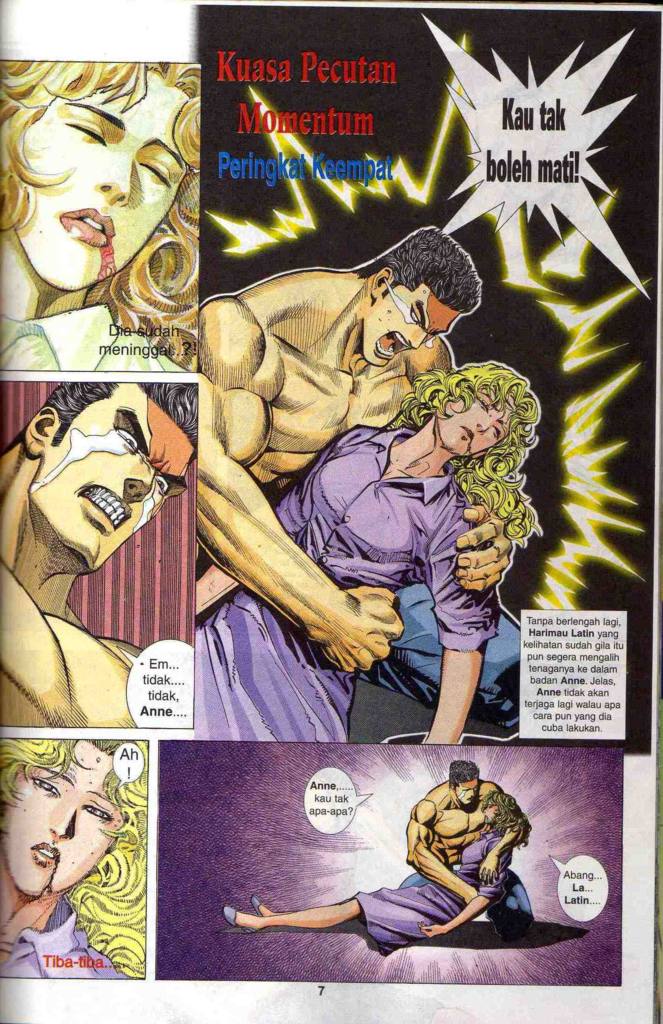 Kuasa Pecutan
Momentum
Peringkat Keempat
Kau tak
boleh mati!
Dia sudah
meninggal..?!
- Em...
tidak....
tidak,
Anne....
Tanpa berlengah lagi,
Harimau Latin yang
kelihatan sudah gila itu
pun segera mengalih
tenaganya ke dalam
badan Anne. Jelas,
Anne tidak akan
terjaga lagi walau apa
cara pun yang dia
cuba lakukan.
Ah
!
Tiba-tiba....
Anne,.....
kau tak
apa-apa?
Abang...
La...
Latin....
7